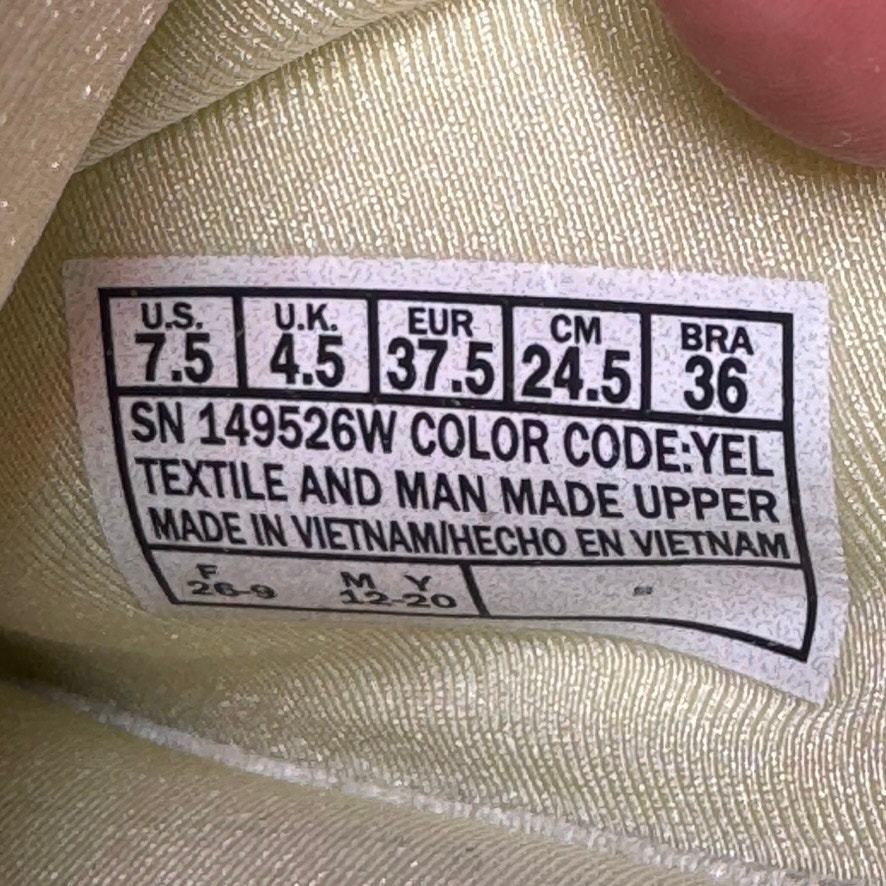 U.S. U.K. EUR CM BRA
7.5 4.5 37.5 24.5 36
SN 149526W COLOR CODE:YEL
TEXTILE AND MAN MADE UPPER
MADE IN VIETNAM/HECHO EN VIETNAM
F M Y
26-9 12-20